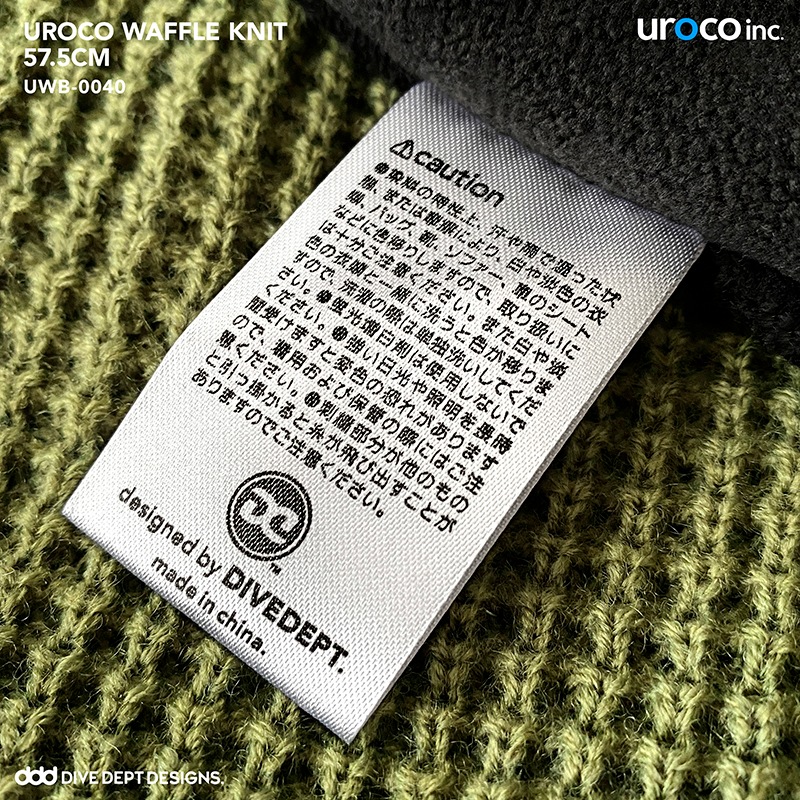 UROCO WAFFLE KNIT
57.5CM
UWB-0040
uroco inc.
caution
●染料の特性上、汗や雨で湿った状
態、または摩擦により、白や淡色の衣
類、バッグ、靴、ソファー、車のシート
などに色移りしますので、取り扱いに
は十分ご注意ください。また白や淡
色の衣類と一緒に洗うと色が移りま
すので、洗濯の際は単独洗いしてくだ
さい。●蛍光増白剤は使用しないで
ください。●強い日光や照明を長時
間受けますと変色の恐れがあります
ので、着用および保管の際にはご注
意ください。●刺繍部分が他のもの
と引っ掛かると糸が飛び出すことが
ありますのでご注意ください。
TM
designed by DIVEDEPT.
made in china.
ddd DIVE DEPT DESIGNS.